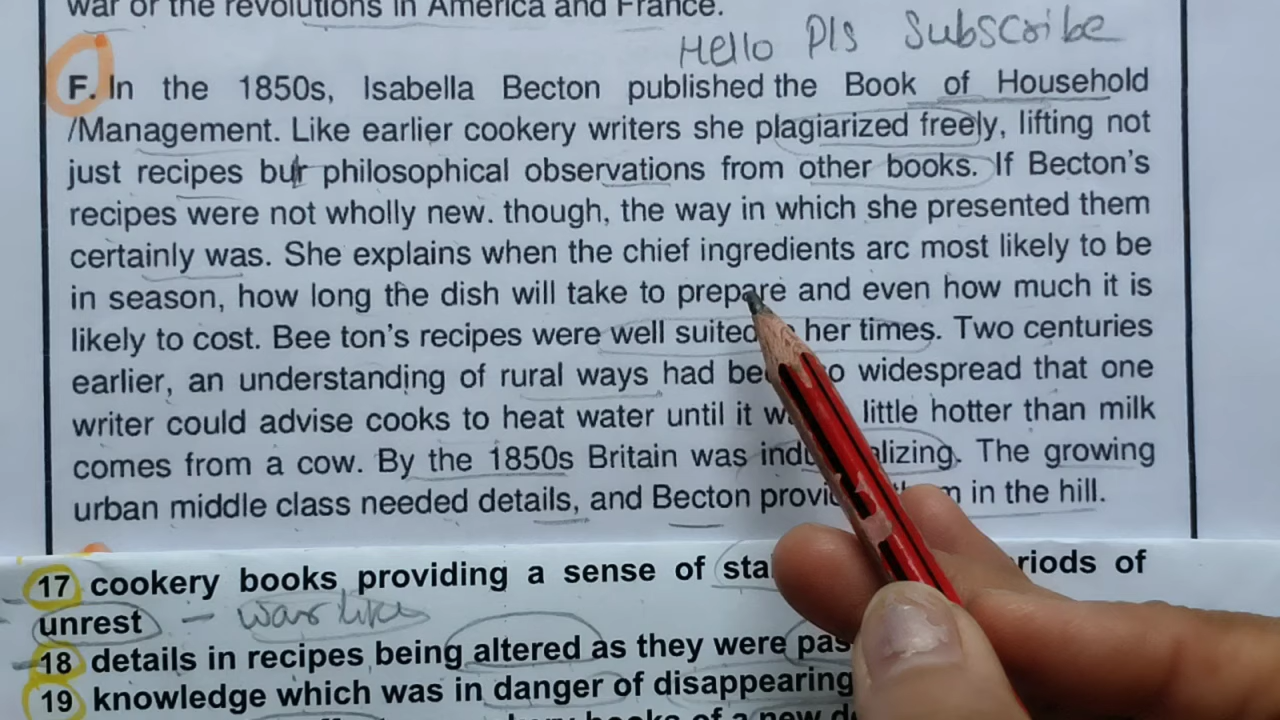 war or the revolutions in America and France.
Hello Pls Subscribe
F. In the 1850s, Isabella Becton published the Book of Household
/Management. Like earlier cookery writers she plagiarized freely, lifting not
just recipes but philosophical observations from other books. If Becton's
recipes were not wholly new. though, the way in which she presented them
certainly was. She explains when the chief ingredients arc most likely to be
in season, how long the dish will take to prepare and even how much it is
likely to cost. Bee ton's recipes were well suited her times. Two centuries
earlier, an understanding of rural ways had widespread that one
writer could advise cooks to heat water until it little hotter than milk
comes from a cow. By the 1850s Britain was The growing
urban middle class needed details, and Becton in the hill.
17 cookery books providing a sense of of
unrest - war like
18 details in recipes being altered as they were
19 knowledge which was in danger of disappearing
books of a new